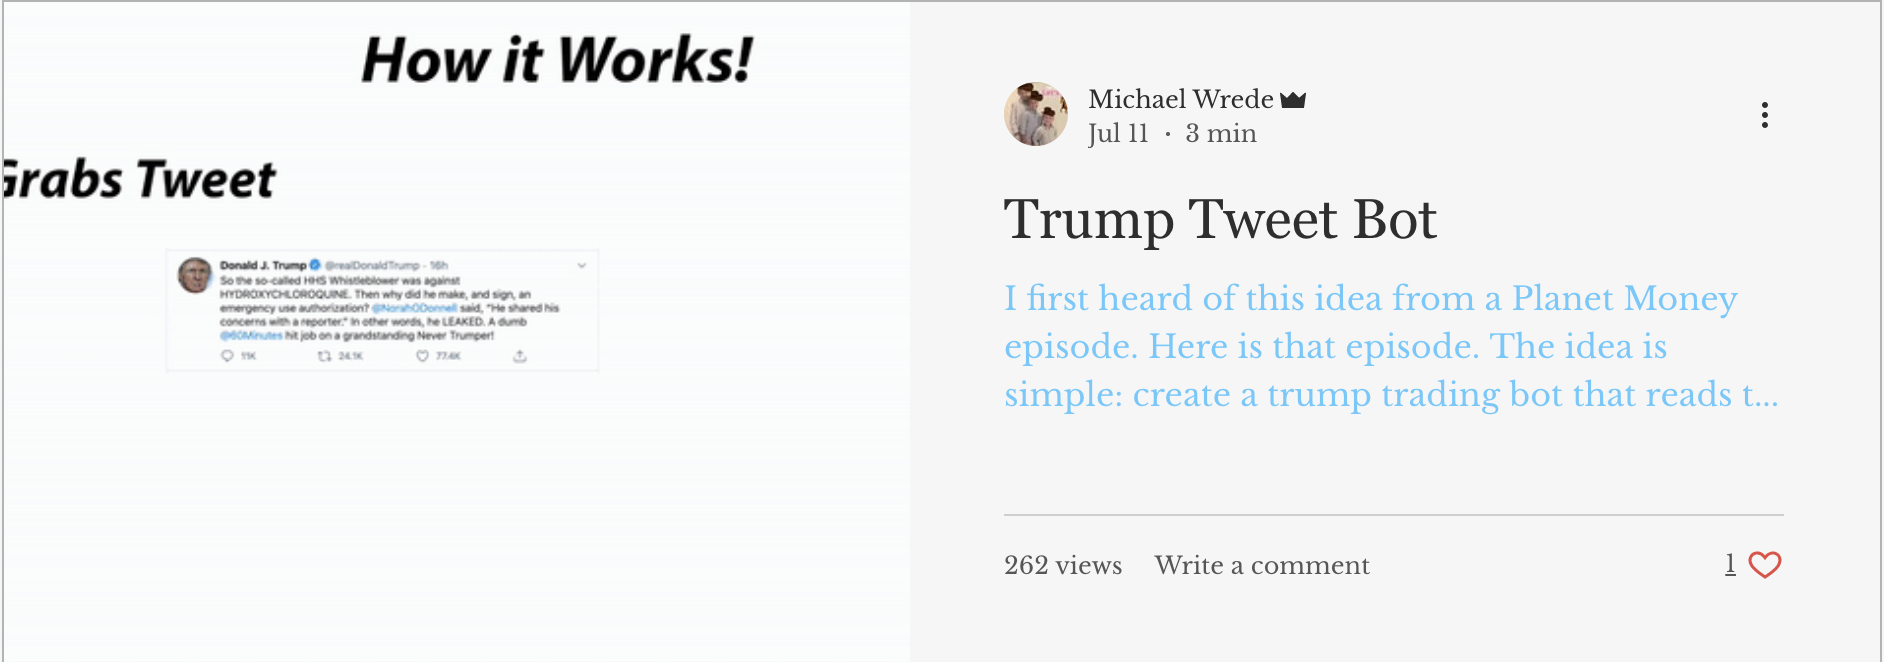 How it Works!
Grabs Tweet
Donald J. Trump @realDonaldTrump · 16h
So the so-called HHS Whistleblower was against
HYDROXYCHLOROQUINE. Then why did he make, and sign, an
emergency use authorization? @NorahODonnell said, "He shared his
concerns with a reporter." In other words, he LEAKED. A dumb
@60Minutes hit job on a grandstanding Never Trumper!
11K 24.1K 77.4K
Michael Wrede
Jul 11 · 3 min
Trump Tweet Bot
I first heard of this idea from a Planet Money
episode. Here is that episode. The idea is
simple: create a trump trading bot that reads t...
262 views Write a comment 1